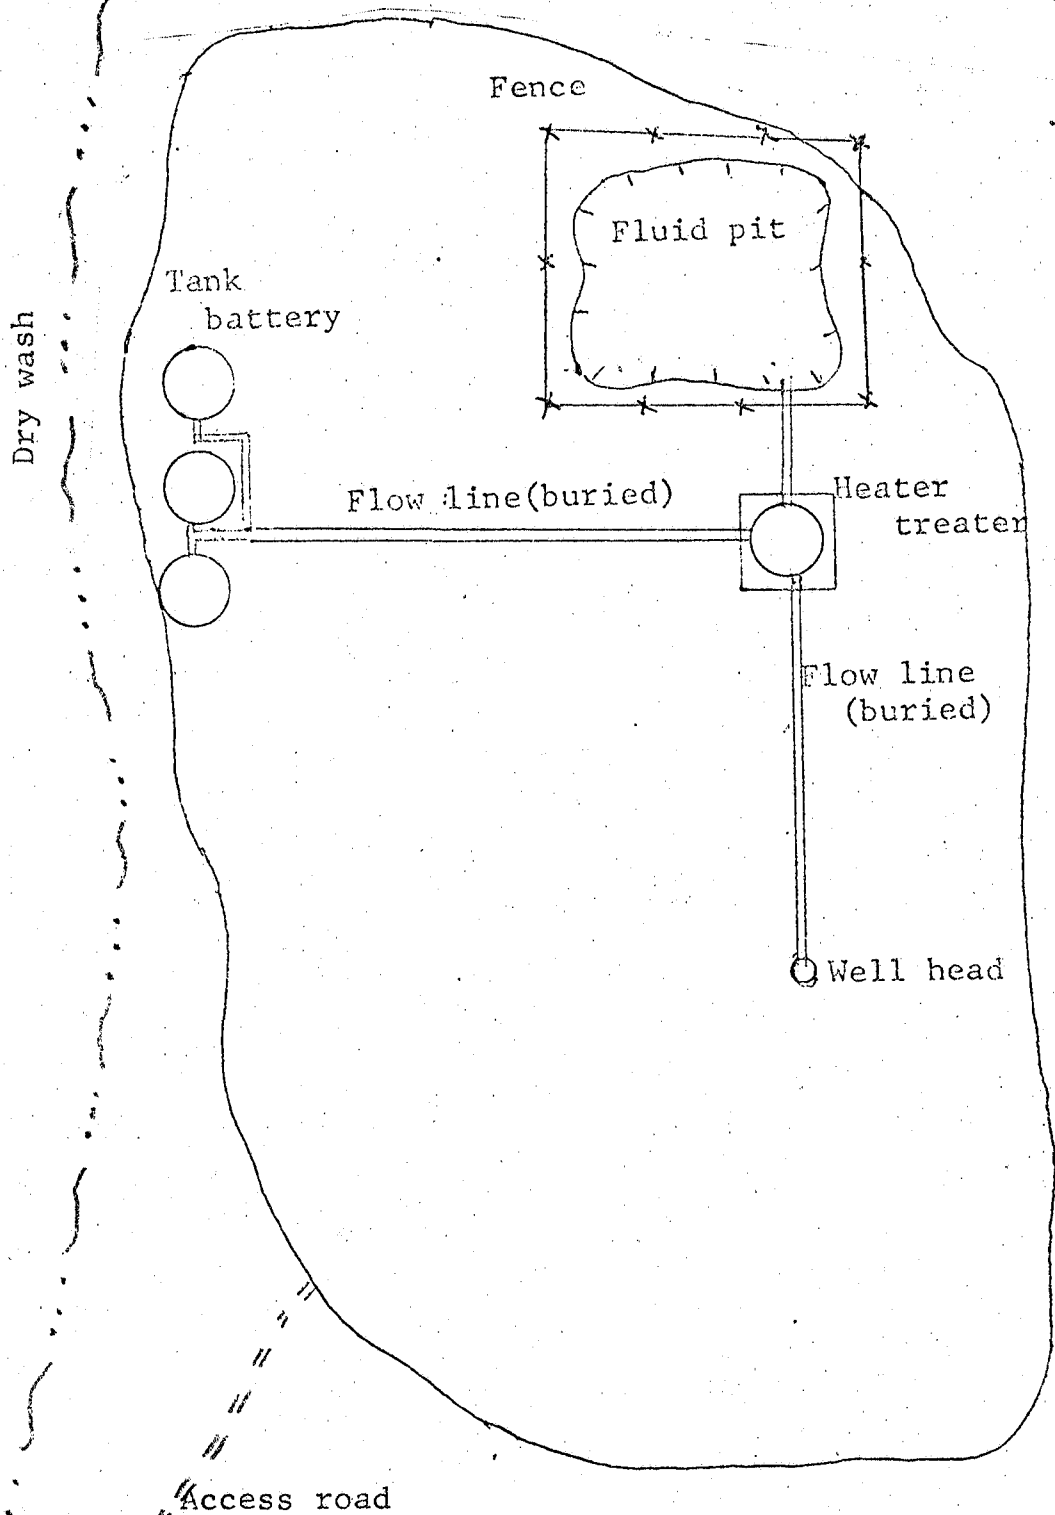 Fence
Fluid pit
Tank
battery
Dry wash
Flow line(buried)
Heater
treater
Flow line
(buried)
Well head
Access road